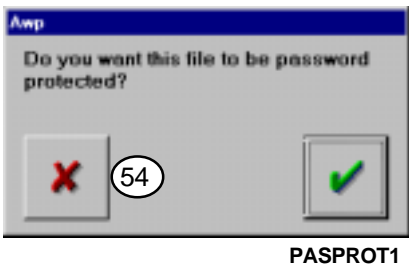 Awp
Do you want this file to be password
protected?
54
PASPROT1